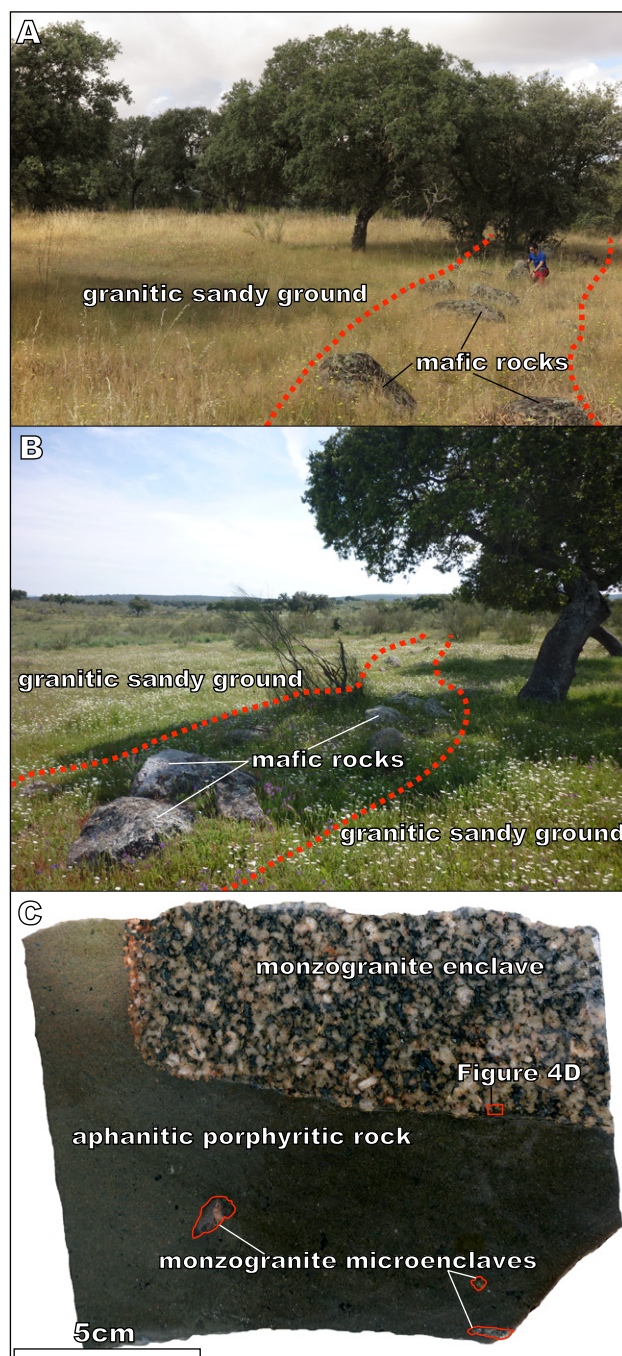 A
granitic sandy ground
mafic rocks
B
granitic sandy ground
mafic rocks
granitic sandy ground
C
monzogranite enclave
Figure 4D
aphanitic porphyritic rock
monzogranite microenclaves
5cm